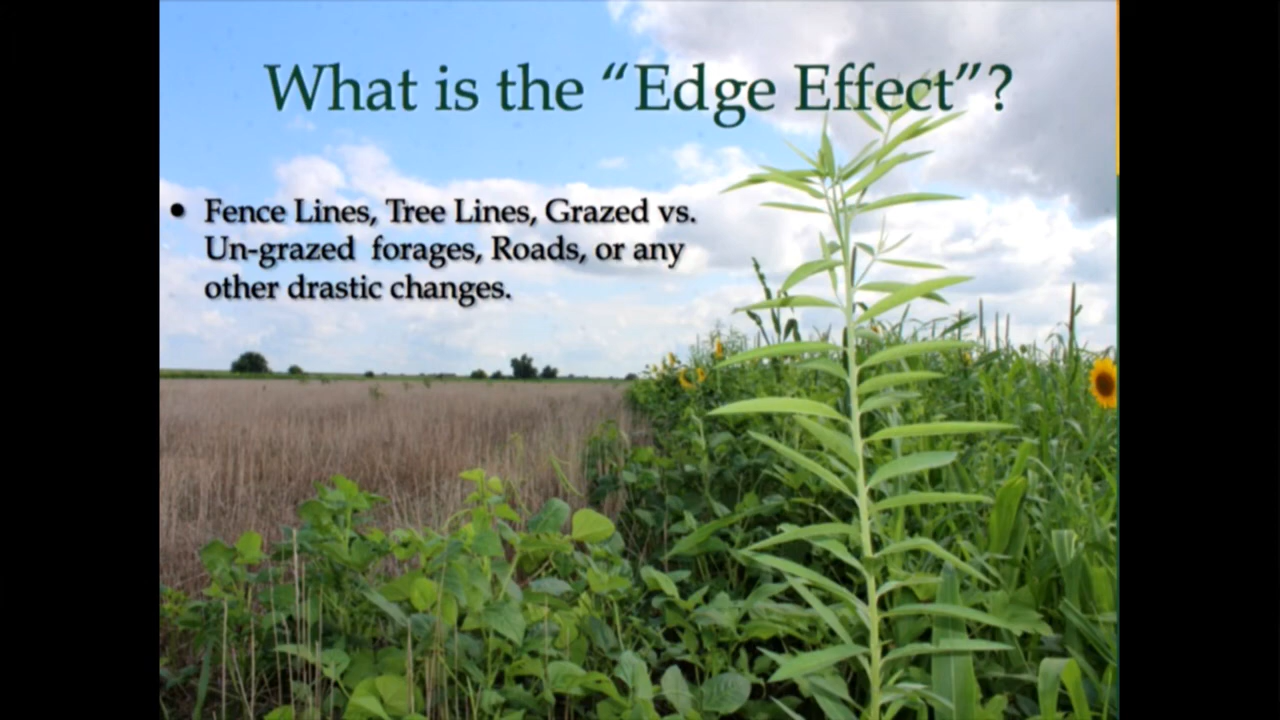 What is the “Edge Effect”?
• Fence Lines, Tree Lines, Grazed vs.
Un-grazed  forages, Roads, or any
other drastic changes.